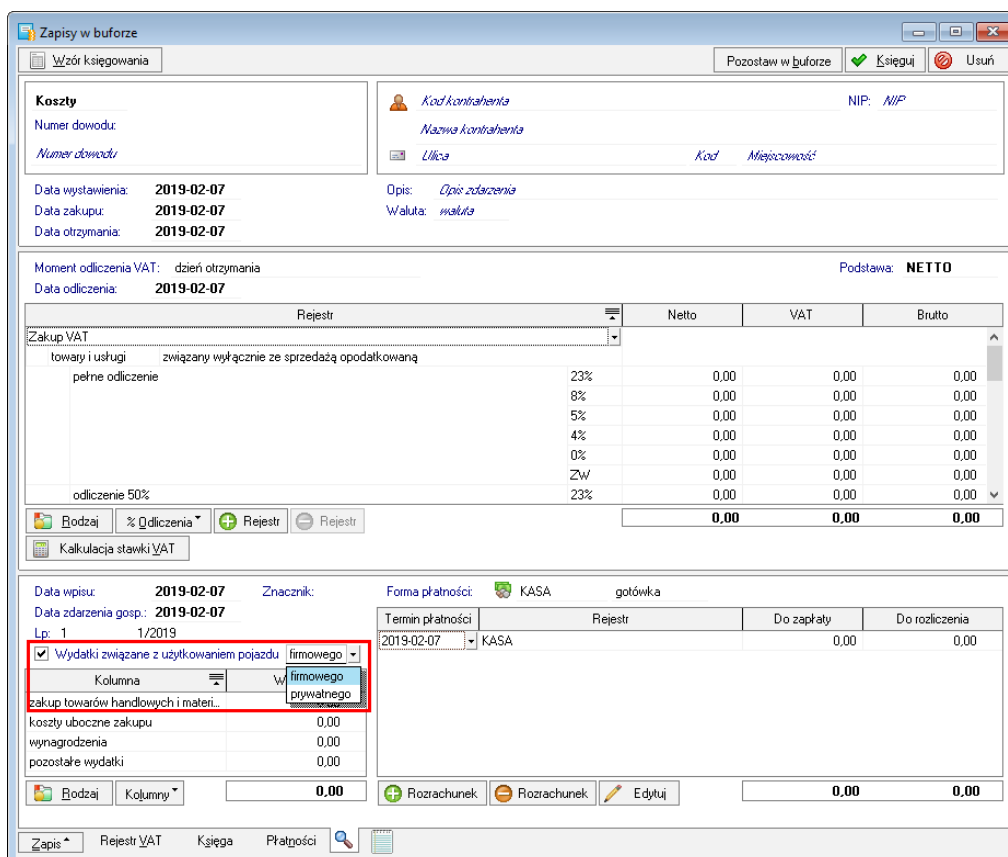 Zapisy w buforze
Wzór księgowania Pozostaw w buforze Księguj Usuń
Koszty
Numer dowodu:
Numer dowodu
Kod kontrahenta NIP: NIP
Nazwa kontrahenta
Ulica Kod Miejscowość
Data wystawienia: 2019-02-07
Data zakupu: 2019-02-07
Data otrzymania: 2019-02-07
Opis: Opis zdarzenia
Waluta: waluta
Moment odliczenia VAT: dzień otrzymania Podstawa: NETTO
Data odliczenia: 2019-02-07
Rejestr Netto VAT Brutto
Zakup VAT
towary i usługi związany wyłącznie ze sprzedażą opodatkowaną
pełne odliczenie 23% 0,00 0,00 0,00
8% 0,00 0,00 0,00
5% 0,00 0,00 0,00
4% 0,00 0,00 0,00
0% 0,00 0,00 0,00
ZW 0,00 0,00 0,00
odliczenie 50% 23% 0,00 0,00 0,00
Rodzaj % Odliczenia Rejestr Rejestr 0,00 0,00 0,00
Kalkulacja stawki VAT
Data wpisu: 2019-02-07 Znacznik:
Data zdarzenia gosp.: 2019-02-07
Lp: 1 1/2019
Wydatki związane z użytkowaniem pojazdu firmowego
firmowego
prywatnego
Kolumna W
zakup towarów handlowych i materi... 0,00
koszty uboczne zakupu 0,00
wynagrodzenia 0,00
pozostałe wydatki 0,00
Rodzaj Kolumny 0,00
Forma płatności: KASA gotówka
Termin płatności Rejestr Do zapłaty Do rozliczenia
2019-02-07 KASA 0,00 0,00
Rozrachunek Rozrachunek Edytuj 0,00 0,00
Zapis Rejestr VAT Księga Płatności